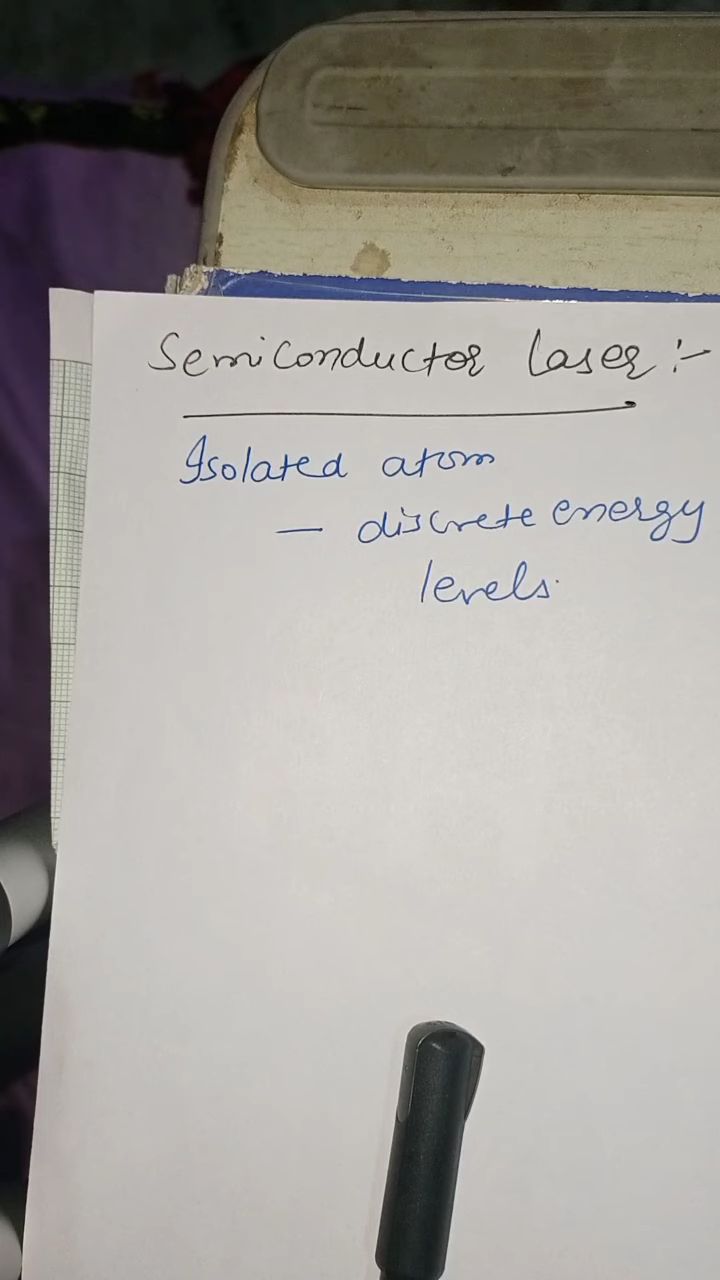 Semiconductor laser :-
Isolated atom
— discrete energy
levels.